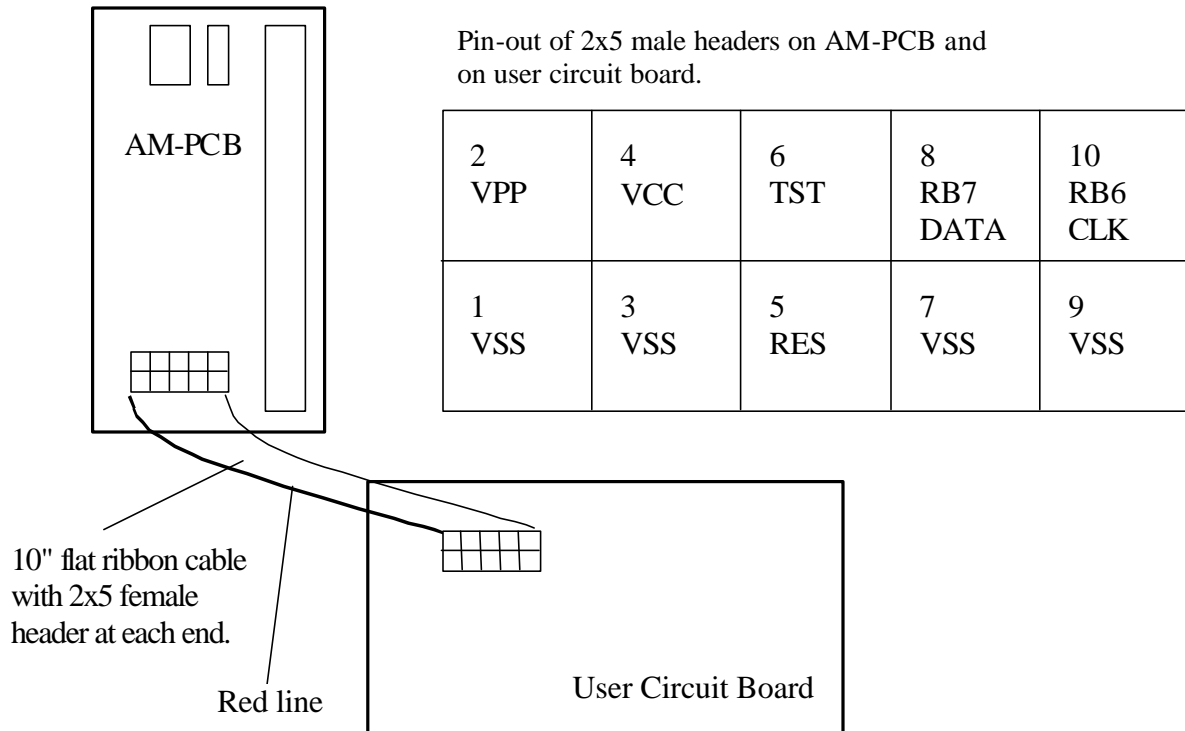 Pin-out of 2x5 male headers on AM-PCB and
on user circuit board.
AM-PCB
2
VPP
4
VCC
6
TST
8
RB7
DATA
10
RB6
CLK
1
VSS
3
VSS
5
RES
7
VSS
9
VSS
10" flat ribbon cable
with 2x5 female
header at each end.
Red line
User Circuit Board